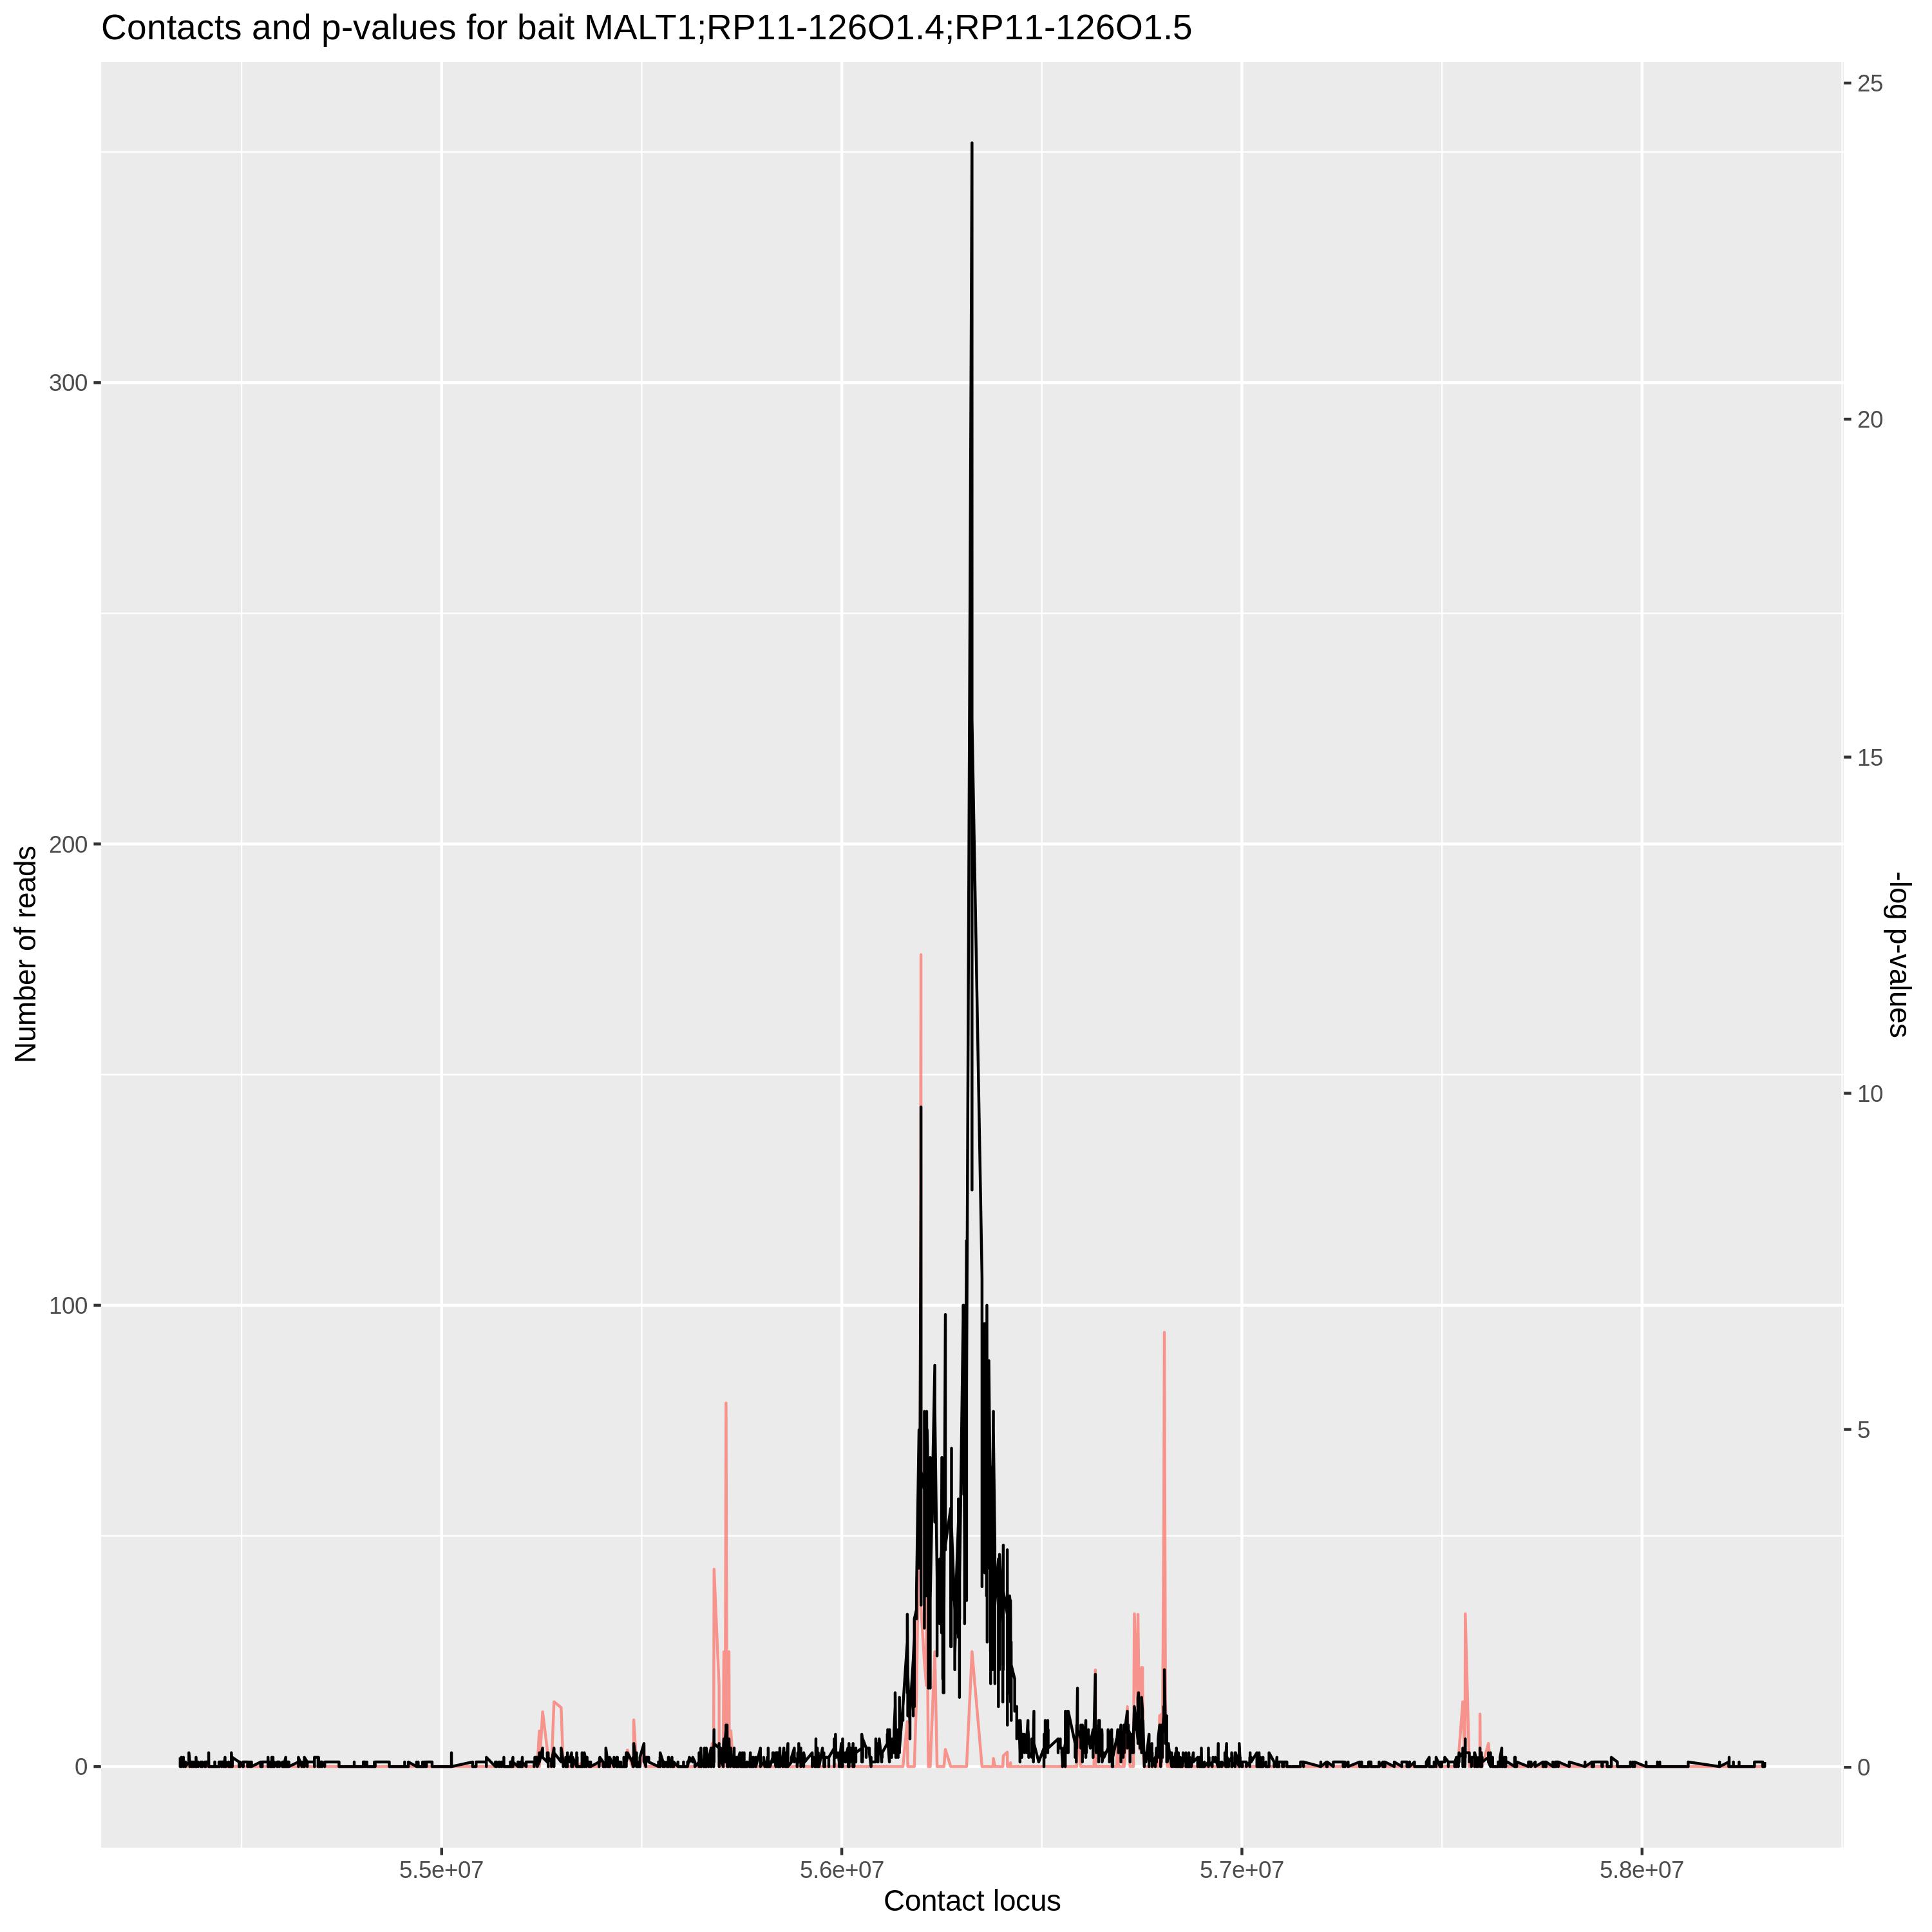 Contacts and p-values for bait MALT1;RP11-126O1.4;RP11-126O1.5
25
300
20
15
200
Number of reads
-log p-values
10
100
5
0
0
5.5e+07
5.6e+07
5.7e+07
5.8e+07
Contact locus